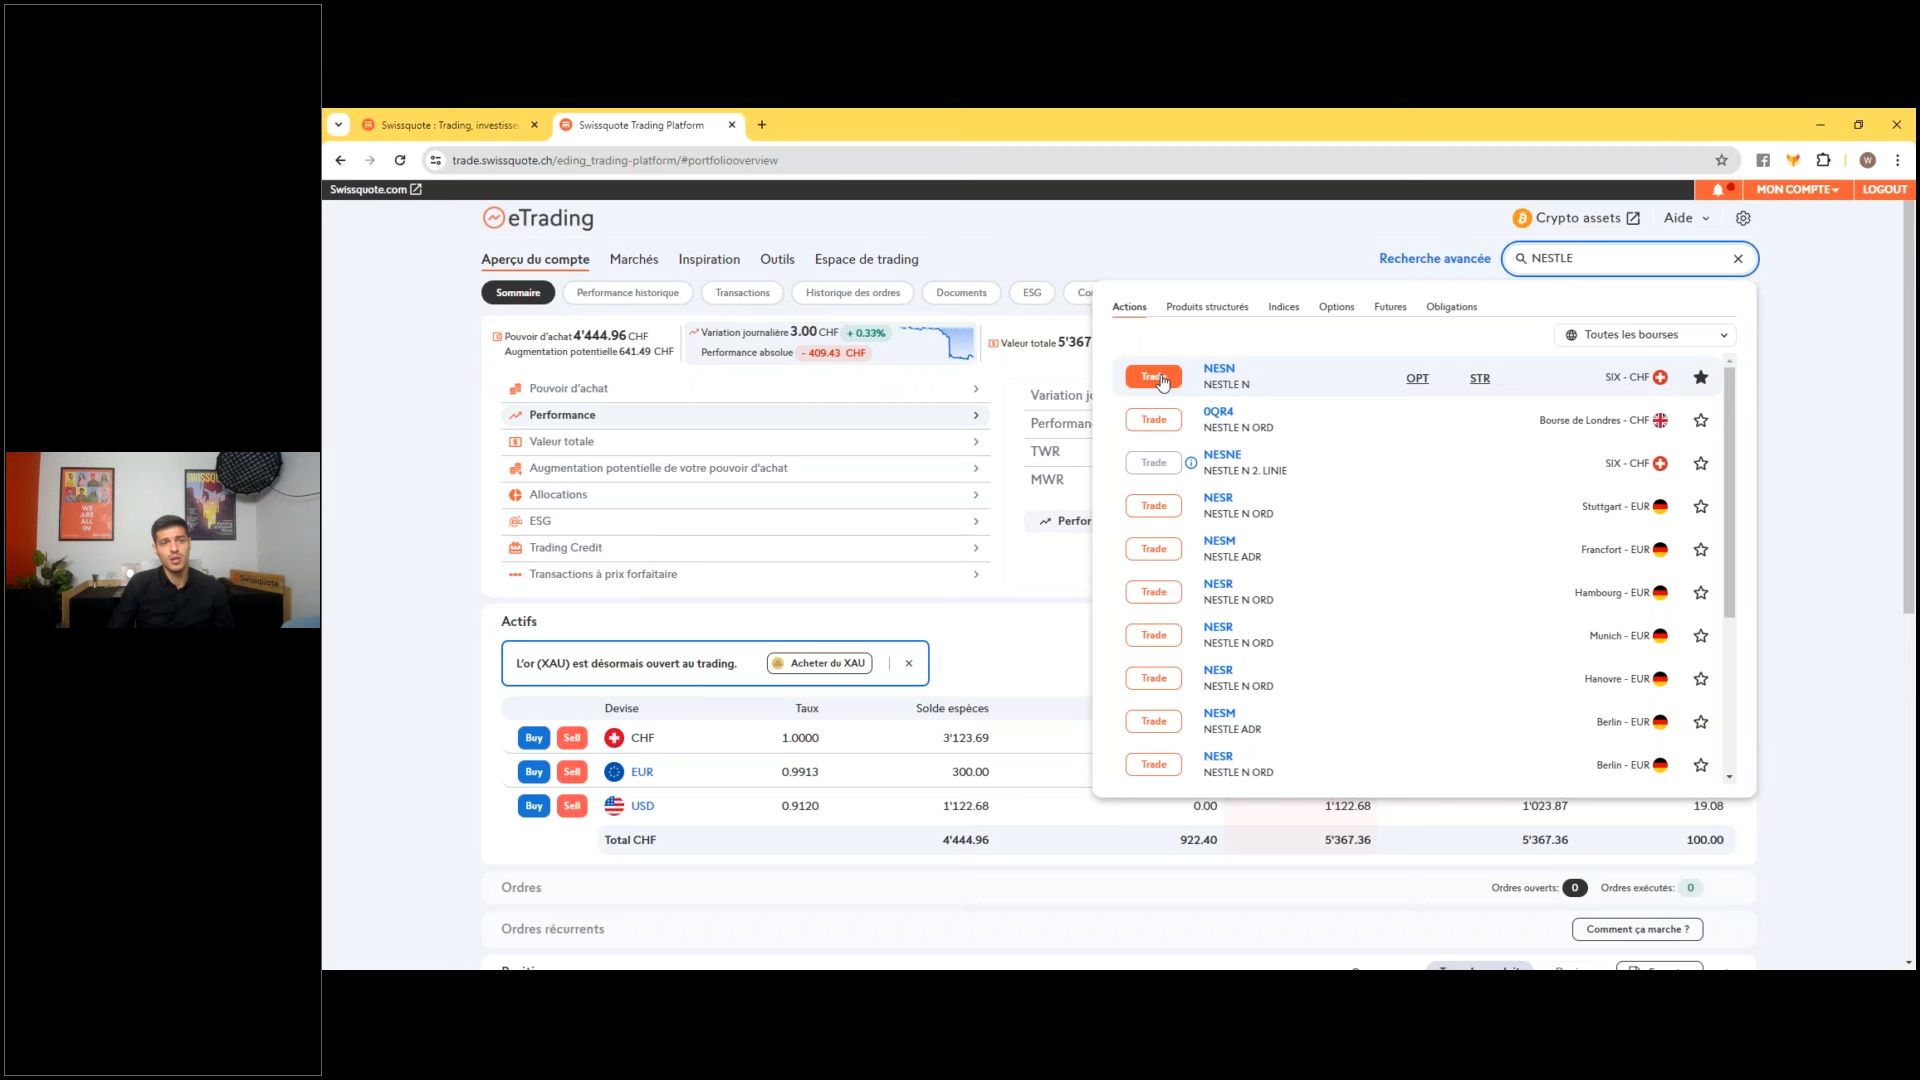 Swissquote : Trading, investisse
Swissquote Trading Platform
trade.swissquote.ch/eding_trading-platform/#portfoliooverview
W
Swissquote.com
MON COMPTE
LOGOUT
eTrading
Crypto assets
Aide
Aperçu du compte
Marchés
Inspiration
Outils
Espace de trading
Recherche avancée
NESTLE
Sommaire
Performance historique
Transactions
Historique des ordres
Documents
ESG
Co
Actions
Produits structurés
Indices
Options
Futures
Obligations
Toutes les bourses
Pouvoir d'achat 4'444.96 CHF
Augmentation potentielle 641.49 CHF
Variation journalière 3.00 CHF + 0.33%
Performance absolue - 409.43 CHF
Valeur totale 5'367
Pouvoir d'achat
Performance
Valeur totale
Augmentation potentielle de votre pouvoir d'achat
Allocations
ESG
Trading Credit
Transactions à prix forfaitaire
Variation jo
Performan
TWR
MWR
Perfor
Trade NESN OPT STR SIX - CHF
NESTLE N
Trade 0QR4 Bourse de Londres - CHF
NESTLE N ORD
Trade NESNE SIX - CHF
NESTLE N 2. LINIE
Trade NESR Stuttgart - EUR
NESTLE N ORD
Trade NESM Francfort - EUR
NESTLE ADR
Trade NESR Hambourg - EUR
NESTLE N ORD
Trade NESR Munich - EUR
NESTLE N ORD
Trade NESR Hanovre - EUR
NESTLE N ORD
Trade NESM Berlin - EUR
NESTLE ADR
Trade NESR Berlin - EUR
NESTLE N ORD
SWISSQU
WE
ARE
ALL
IN
Swissquote
Actifs
L'or (XAU) est désormais ouvert au trading.
Acheter du XAU
Devise Taux Solde espèces
Buy Sell CHF 1.0000 3'123.69
Buy Sell EUR 0.9913 300.00
Buy Sell USD 0.9120 1'122.68 0.00 1'122.68 1'023.87 19.08
Total CHF 4'444.96 922.40 5'367.36 5'367.36 100.00
Ordres
Ordres ouverts: 0
Ordres exécutés: 0
Ordres récurrents
Comment ça marche ?